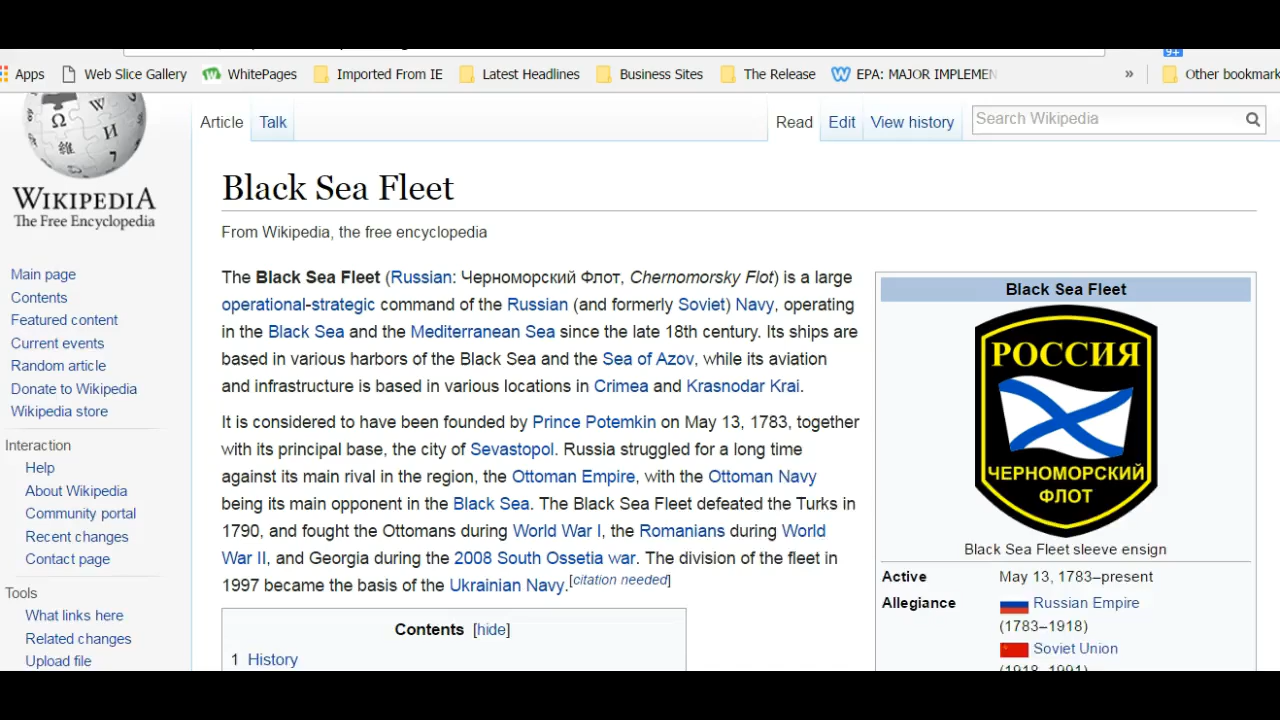 9+
Apps Web Slice Gallery WhitePages Imported From IE Latest Headlines Business Sites The Release EPA: MAJOR IMPLEMEN » Other bookmark
Ω W И 維 7
WIKIPEDIA
The Free Encyclopedia
Main page
Contents
Featured content
Current events
Random article
Donate to Wikipedia
Wikipedia store
Interaction
Help
About Wikipedia
Community portal
Recent changes
Contact page
Tools
What links here
Related changes
Upload file
Article Talk Read Edit View history Search Wikipedia
Black Sea Fleet
From Wikipedia, the free encyclopedia
The Black Sea Fleet (Russian: Черноморский Флот, Chernomorsky Flot) is a large
operational-strategic command of the Russian (and formerly Soviet) Navy, operating
in the Black Sea and the Mediterranean Sea since the late 18th century. Its ships are
based in various harbors of the Black Sea and the Sea of Azov, while its aviation
and infrastructure is based in various locations in Crimea and Krasnodar Krai.
It is considered to have been founded by Prince Potemkin on May 13, 1783, together
with its principal base, the city of Sevastopol. Russia struggled for a long time
against its main rival in the region, the Ottoman Empire, with the Ottoman Navy
being its main opponent in the Black Sea. The Black Sea Fleet defeated the Turks in
1790, and fought the Ottomans during World War I, the Romanians during World
War II, and Georgia during the 2008 South Ossetia war. The division of the fleet in
1997 became the basis of the Ukrainian Navy.[citation needed]
Contents [hide]
1 History
Black Sea Fleet
РОССИЯ
ЧЕРНОМОРСКИЙ
ФЛОТ
Black Sea Fleet sleeve ensign
Active May 13, 1783–present
Allegiance Russian Empire
(1783–1918)
Soviet Union
(1918–1991)